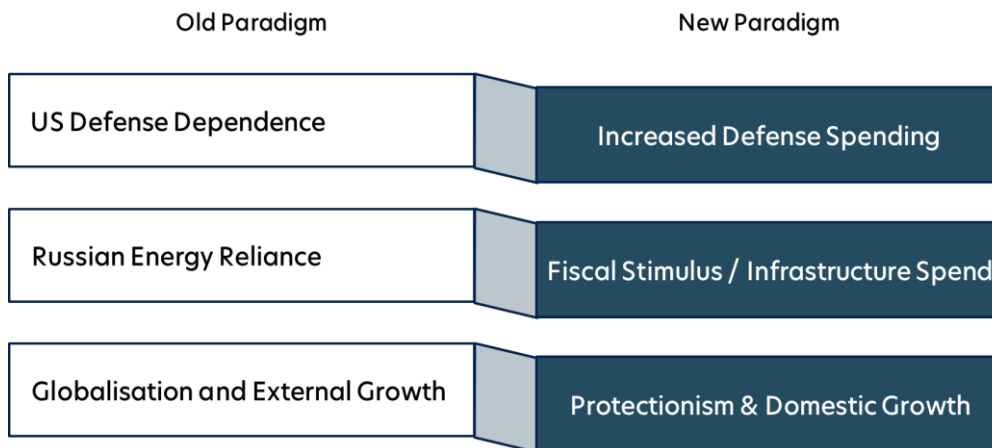 Old Paradigm
New Paradigm
US Defense Dependence
Increased Defense Spending
Russian Energy Reliance
Fiscal Stimulus / Infrastructure Spend
Globalisation and External Growth
Protectionism & Domestic Growth